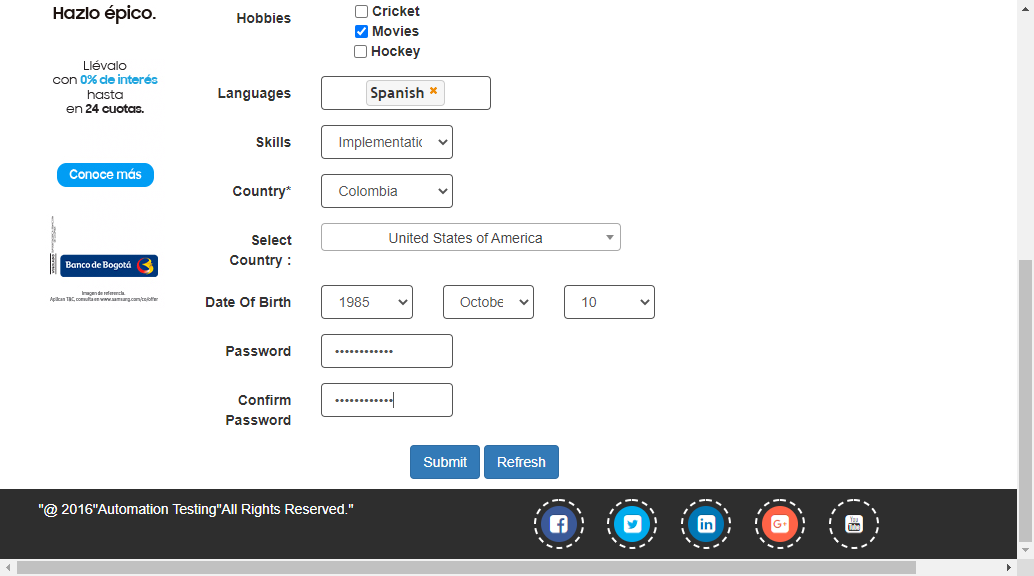 Hazlo épico.
Llévalo
con 0% de interés
hasta
en 24 cuotas.
Conoce más
Banco de Bogotá
Imagen de referencia.
Aplican T&C, consulta en www.samsung.com/co/offer
Hobbies
Cricket
Movies
Hockey
Languages
Spanish
Skills
Implementatic
Country*
Colombia
Select
Country :
United States of America
Date Of Birth
1985
Octobe
10
Password
••••••••••••
Confirm
Password
••••••••••••
Submit
Refresh
"@ 2016"Automation Testing"All Rights Reserved."
f
in
G+
You
Tube